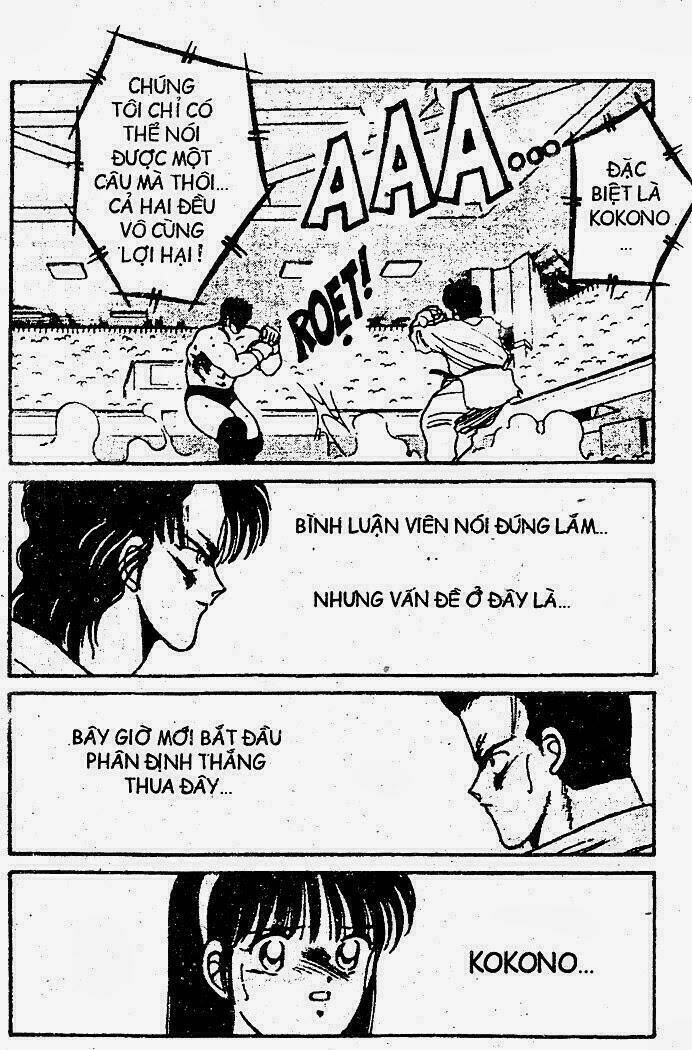 CHÚNG
TÔI CHỈ CÓ
THỂ NÓI
ĐƯỢC MỘT
CÂU MÀ THÔI...
CẢ HAI ĐỀU
VÔ CÙNG
LỢI HẠI!
AAA...
ROẸT!
ĐẶC
BIỆT LÀ
KOKONO
...
BÌNH LUẬN VIÊN NÓI ĐÚNG LẮM...
NHƯNG VẤN ĐỀ Ở ĐÂY LÀ...
BÂY GIỜ MỚI BẮT ĐẦU
PHÂN ĐỊNH THẮNG
THUA ĐÂY...
KOKONO...